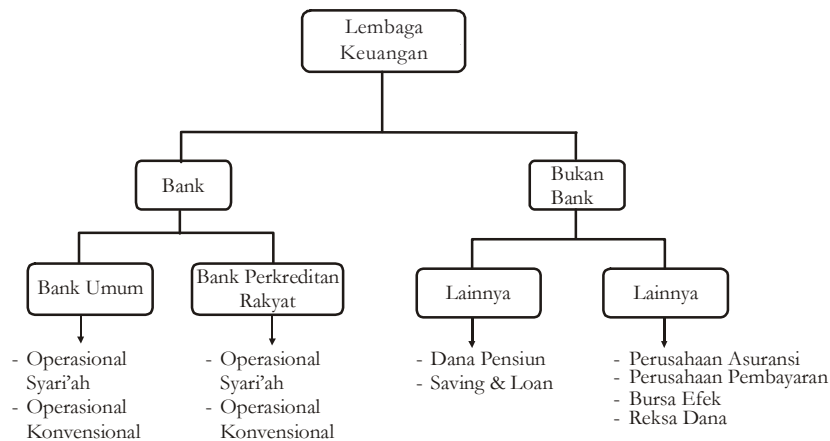 Lembaga
Keuangan
Bank
Bukan
Bank
Bank Umum
Bank Perkreditan
Rakyat
Lainnya
Lainnya
- Operasional
Syari'ah
- Operasional
Konvensional
- Operasional
Syari'ah
- Operasional
Konvensional
- Dana Pensiun
- Saving & Loan
- Perusahaan Asuransi
- Perusahaan Pembayaran
- Bursa Efek
- Reksa Dana